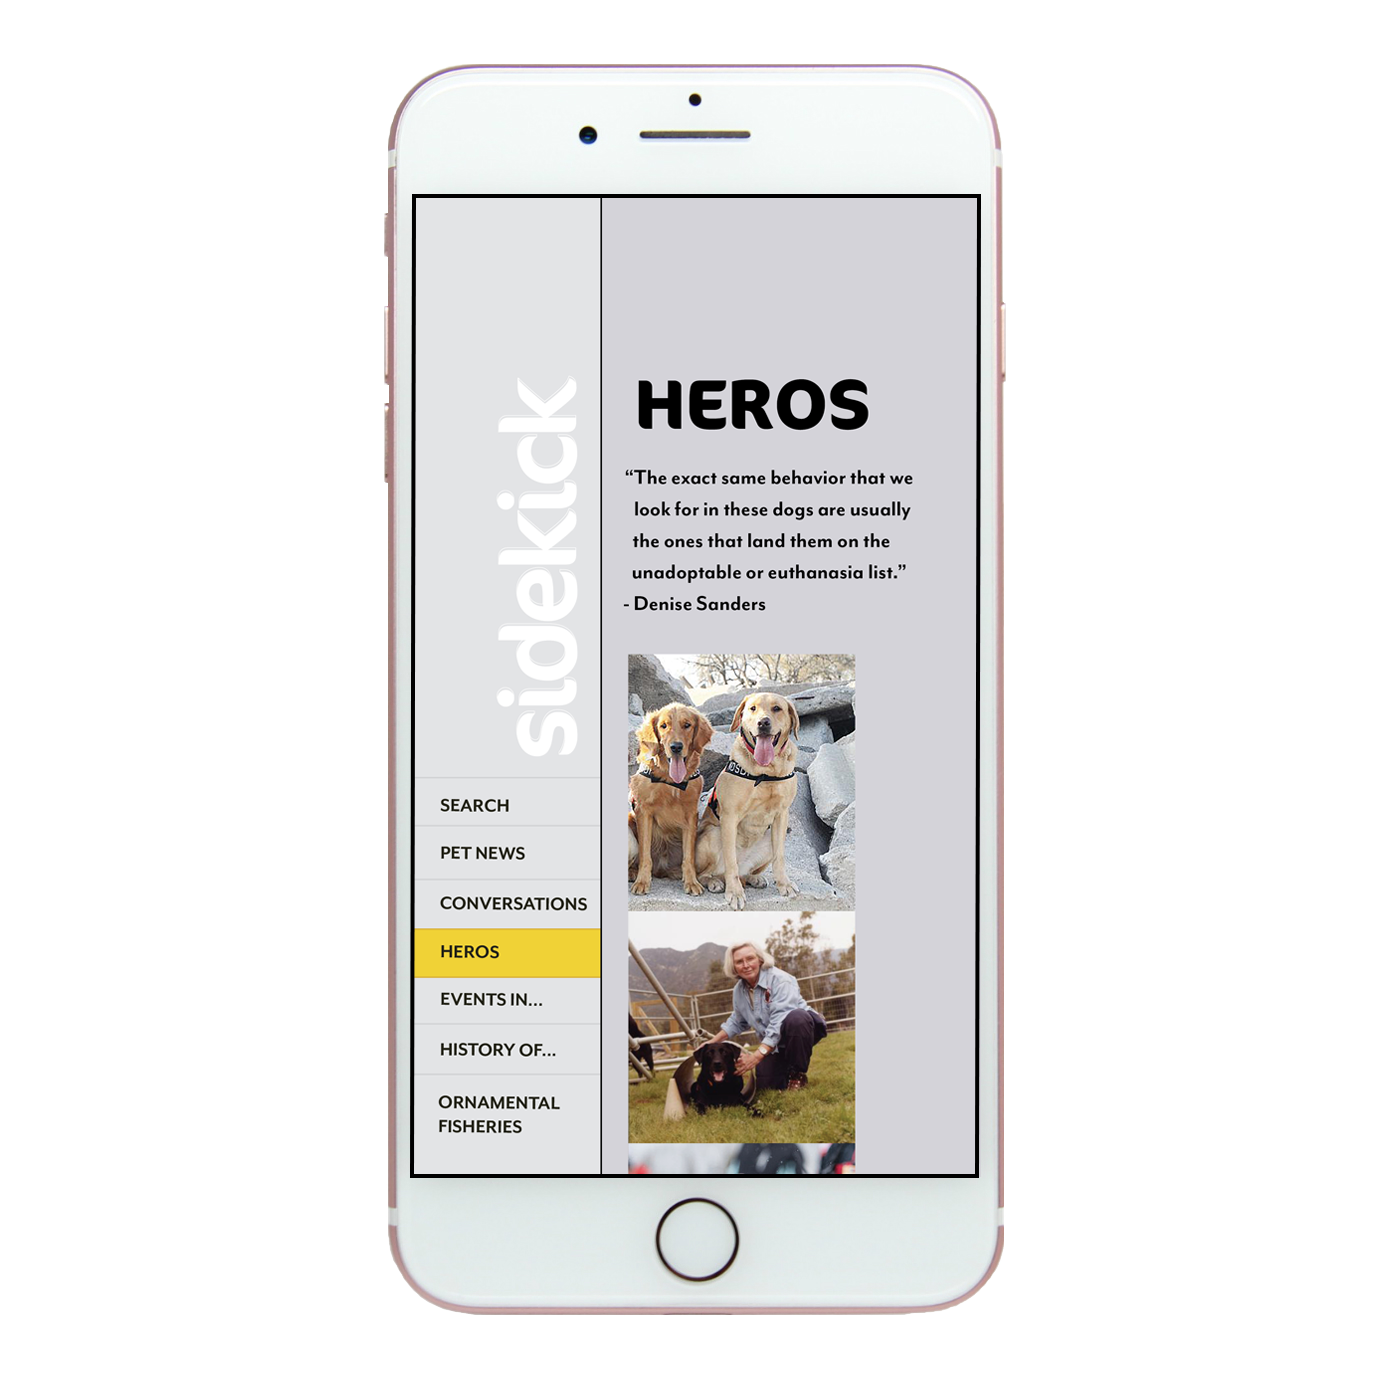 sidekick
SEARCH
PET NEWS
CONVERSATIONS
HEROS
EVENTS IN...
HISTORY OF...
ORNAMENTAL
FISHERIES
HEROS
“The exact same behavior that we
look for in these dogs are usually
the ones that land them on the
unadoptable or euthanasia list.”
- Denise Sanders